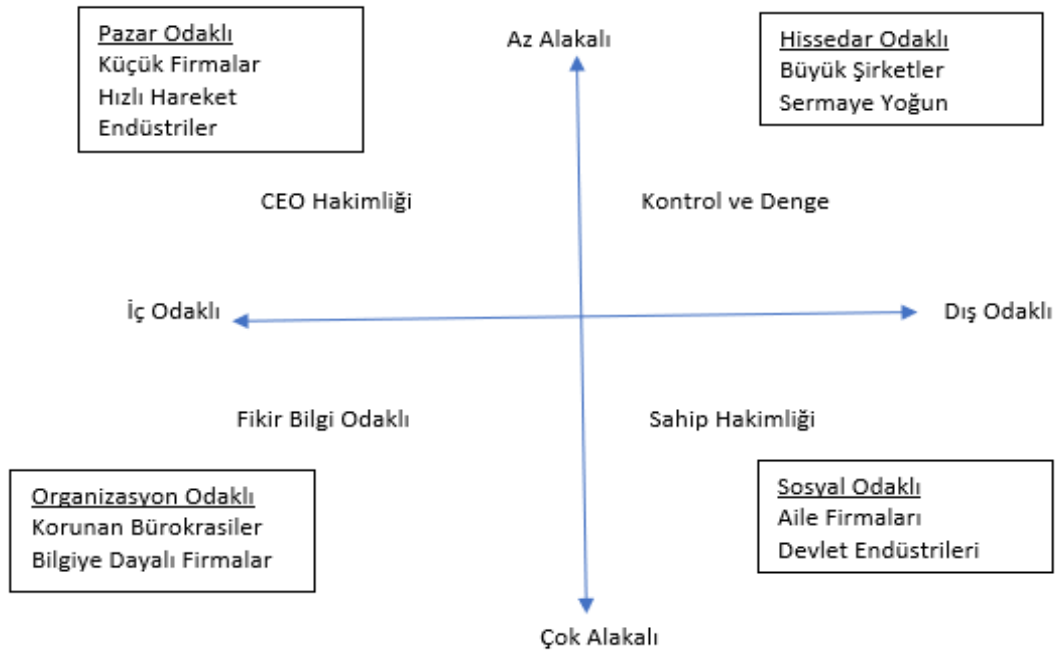 Pazar Odaklı
Küçük Firmalar
Hızlı Hareket
Endüstriler
Az Alakalı
Hissedar Odaklı
Büyük Şirketler
Sermaye Yoğun
CEO Hakimliği
Kontrol ve Denge
İç Odaklı
Dış Odaklı
Fikir Bilgi Odaklı
Sahip Hakimliği
Organizasyon Odaklı
Korunan Bürokrasiler
Bilgiye Dayalı Firmalar
Sosyal Odaklı
Aile Firmaları
Devlet Endüstrileri
Çok Alakalı